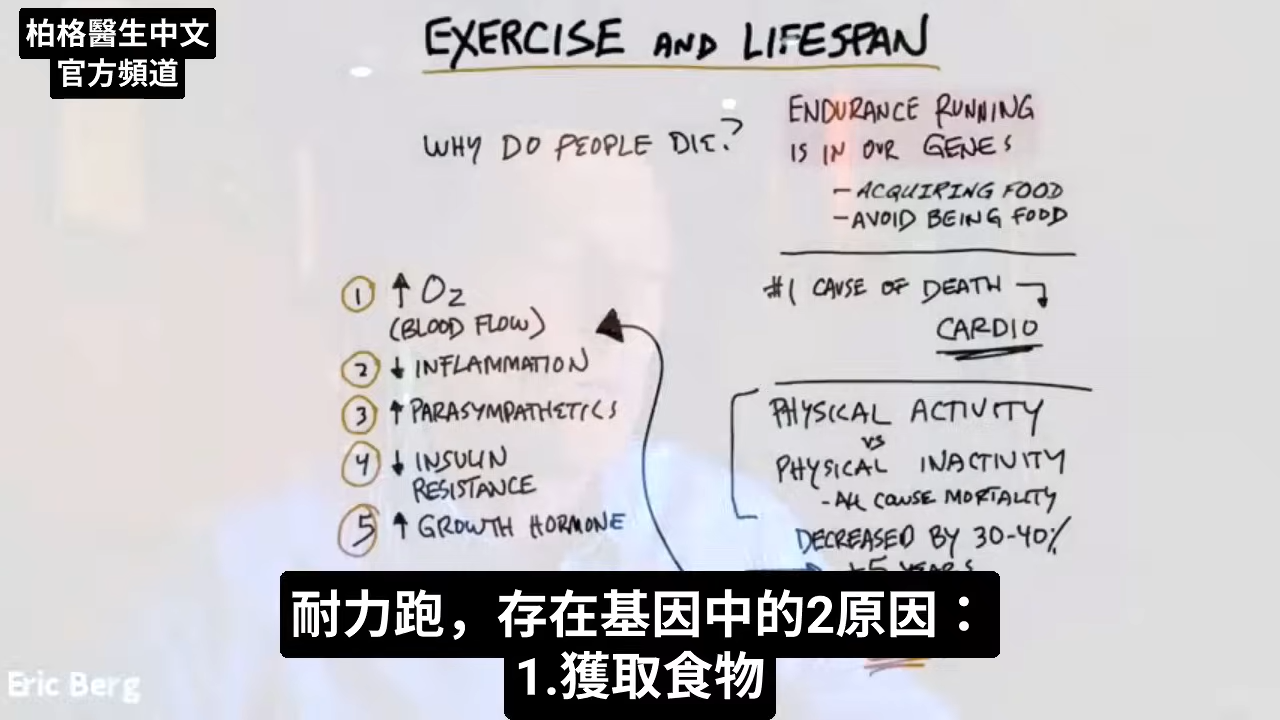 柏格醫生中文
官方頻道
EXERCISE AND LIFESPAN
WHY DO PEOPLE DIE?
① ↑ O₂
(BLOOD FLOW)
② ↓ INFLAMMATION
③ ↑ PARASYMPATHETICS
④ ↓ INSULIN
RESISTANCE
⑤ ↑ GROWTH HORMONE
ENDURANCE RUNNING
IS IN OUR GENES
- ACQUIRING FOOD
- AVOID BEING FOOD
#1 CAUSE OF DEATH
CARDIO
PHYSICAL ACTIVITY
VS
PHYSICAL INACTIVITY
- ALL CAUSE MORTALITY
DECREASED BY 30-40%
+5 YEARS
耐力跑，存在基因中的2原因：
1.獲取食物
Eric Berg